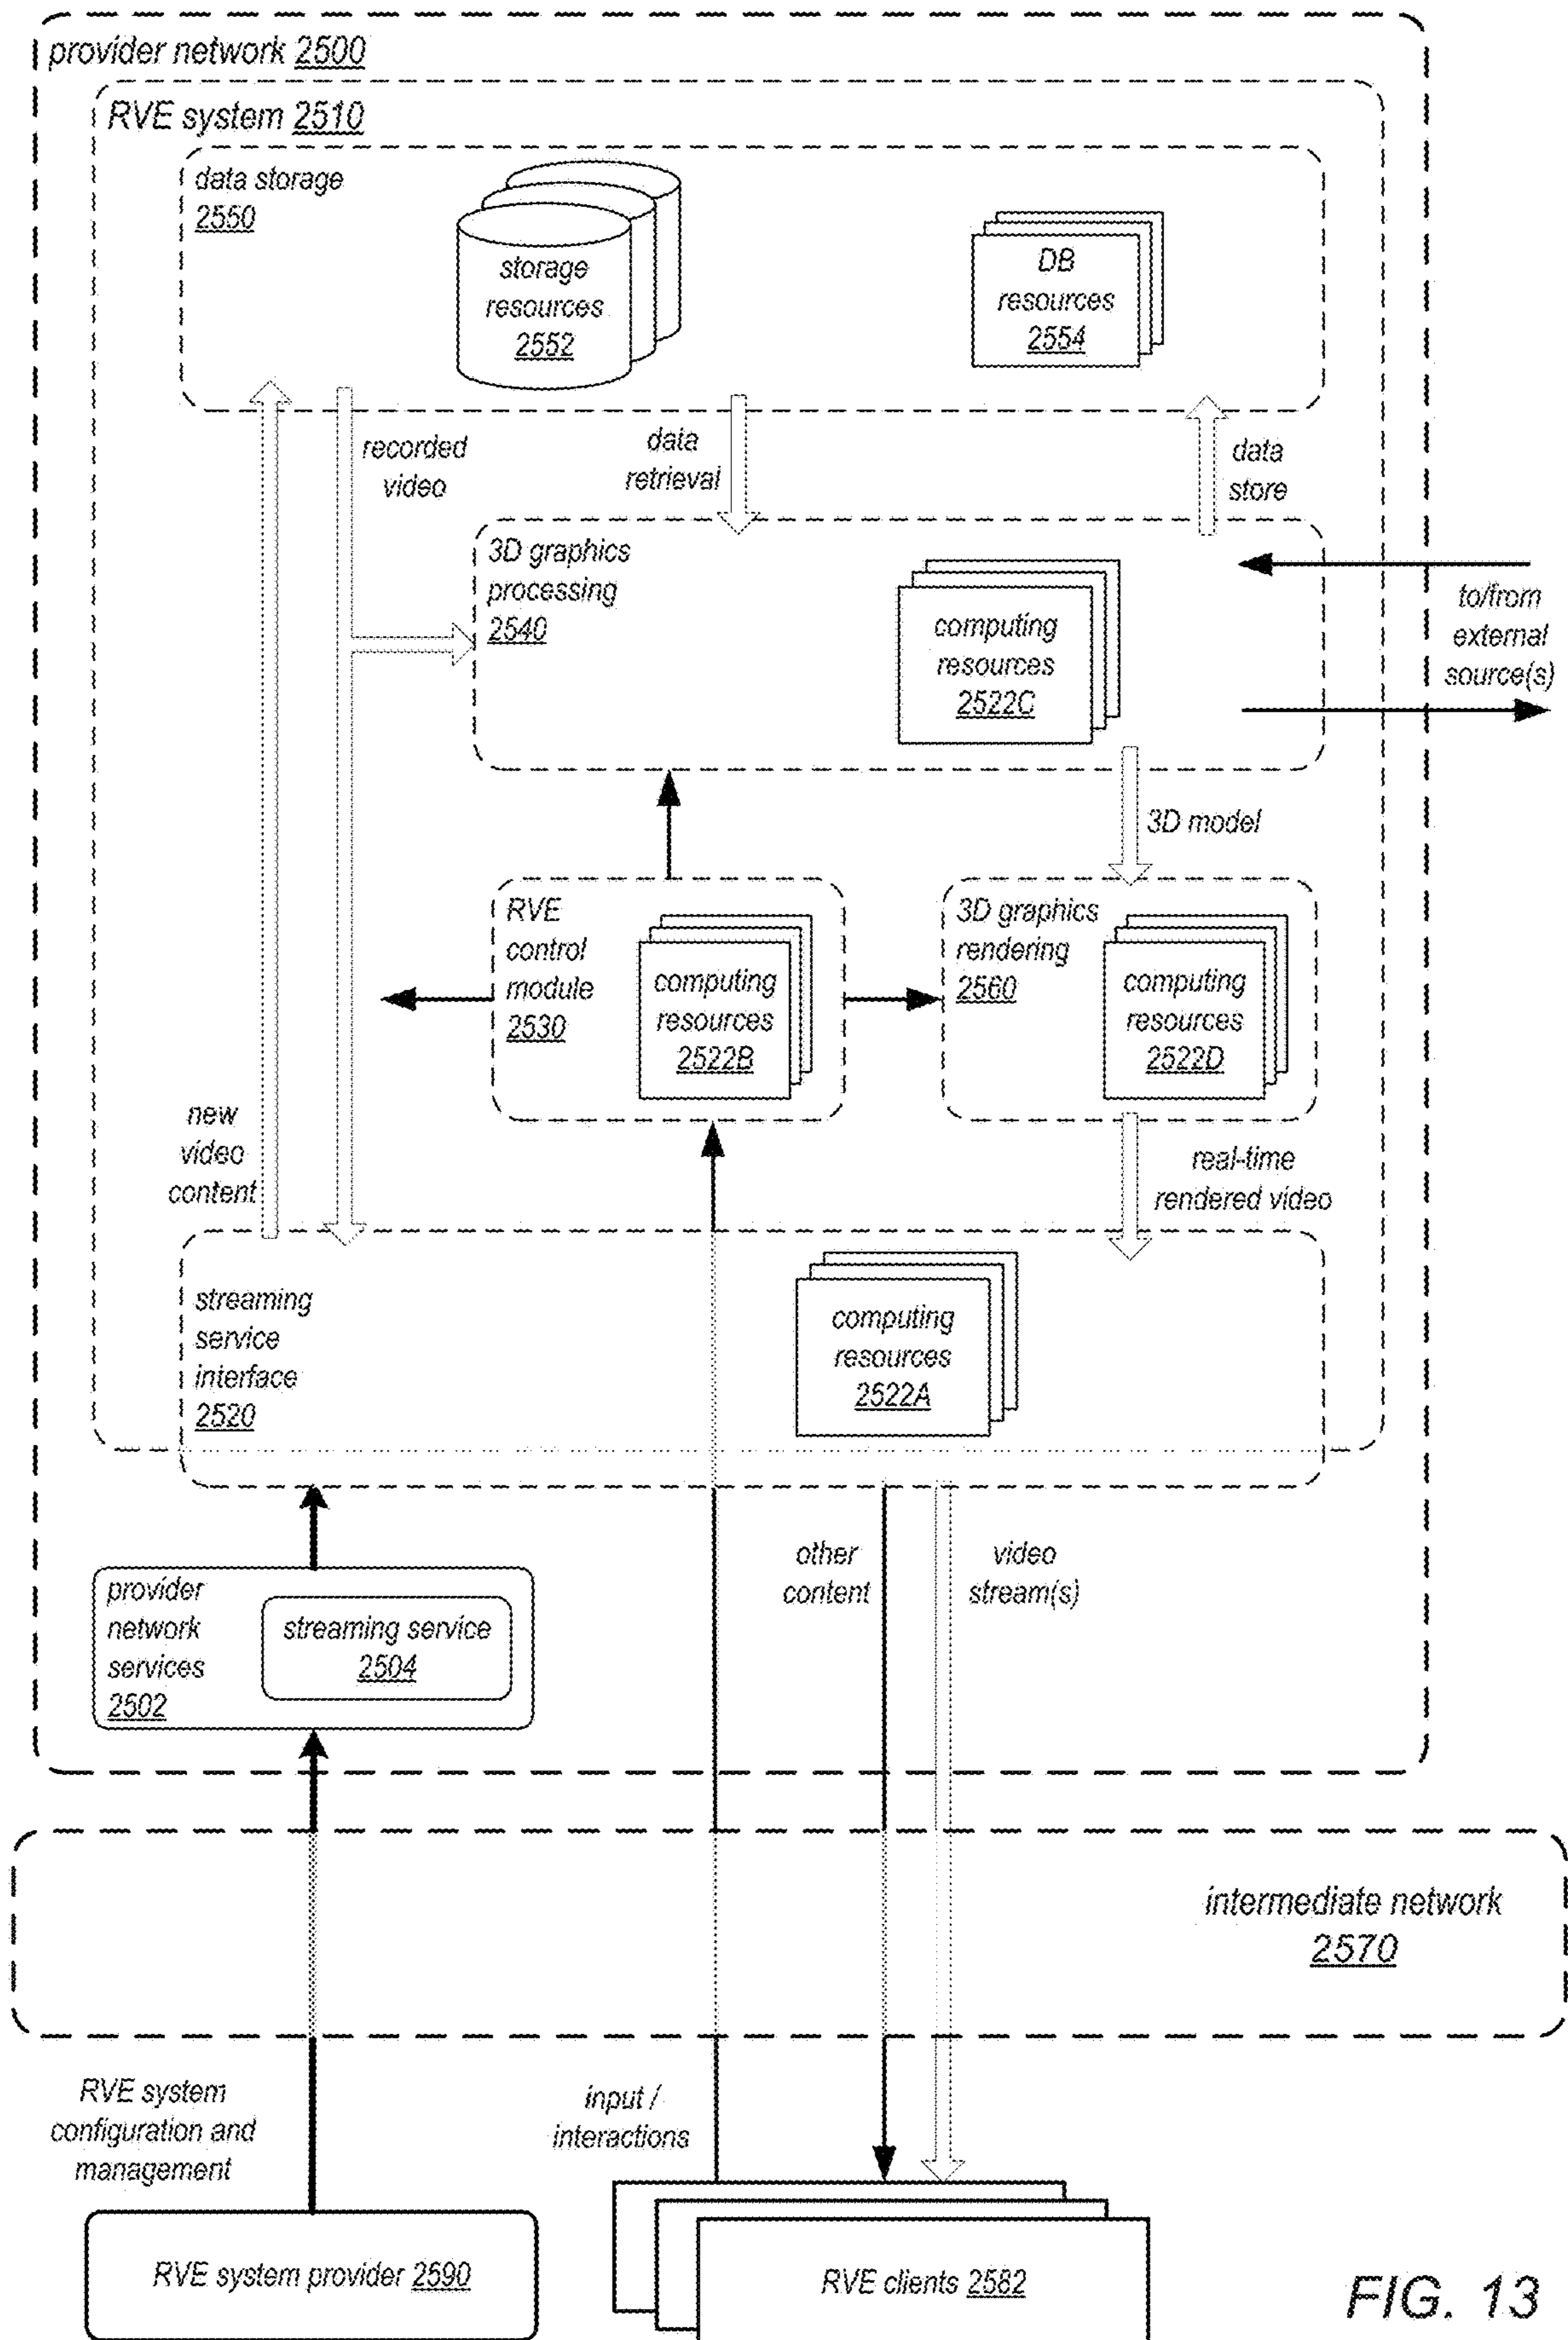 provider network 2500
RVE system 2510
data storage
2550
storage
resources
2552
DB
resources
2554
recorded
video
data
retrieval
data
store
3D graphics
processing
2540
computing
resources
2522C
to/from
external
source(s)
3D model
RVE
control
module
2530
computing
resources
2522B
3D graphics
rendering
2560
computing
resources
2522D
new
video
content
real-time
rendered video
streaming
service
interface
2520
computing
resources
2522A
provider
network
services
2502
streaming service
2504
other
content
video
stream(s)
intermediate network
2570
RVE system
configuration and
management
input /
interactions
RVE system provider 2590
RVE clients 2582
FIG. 13